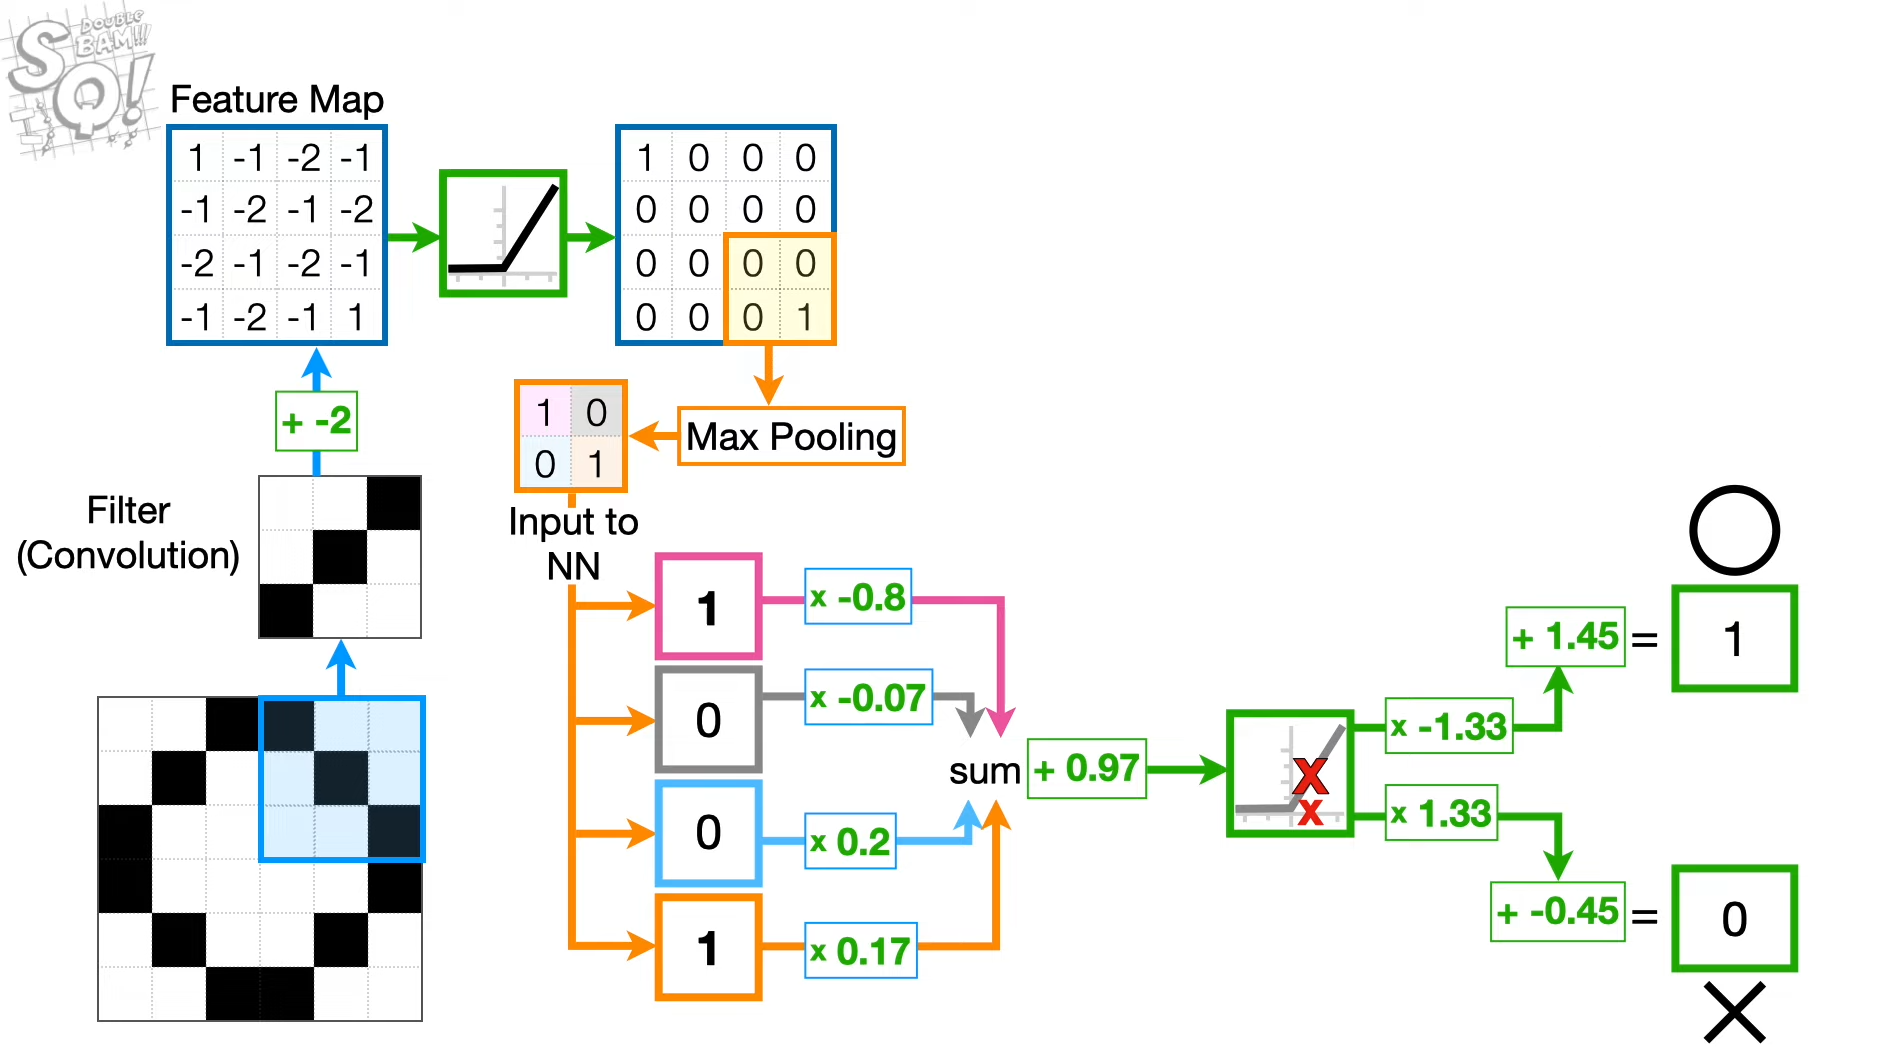 DOUBLE
BAM!!!
SQ!
Feature Map
1 -1 -2 -1
-1 -2 -1 -2
-2 -1 -2 -1
-1 -2 -1 1
1 0 0 0
0 0 0 0
0 0 0 0
0 0 0 1
+ -2
1 0
0 1
Max Pooling
Filter
(Convolution)
Input to
NN
1
x -0.8
0
x -0.07
sum
+ 0.97
0
x 0.2
1
x 0.17
x -1.33
+ 1.45 = 1
x 1.33
+ -0.45 = 0